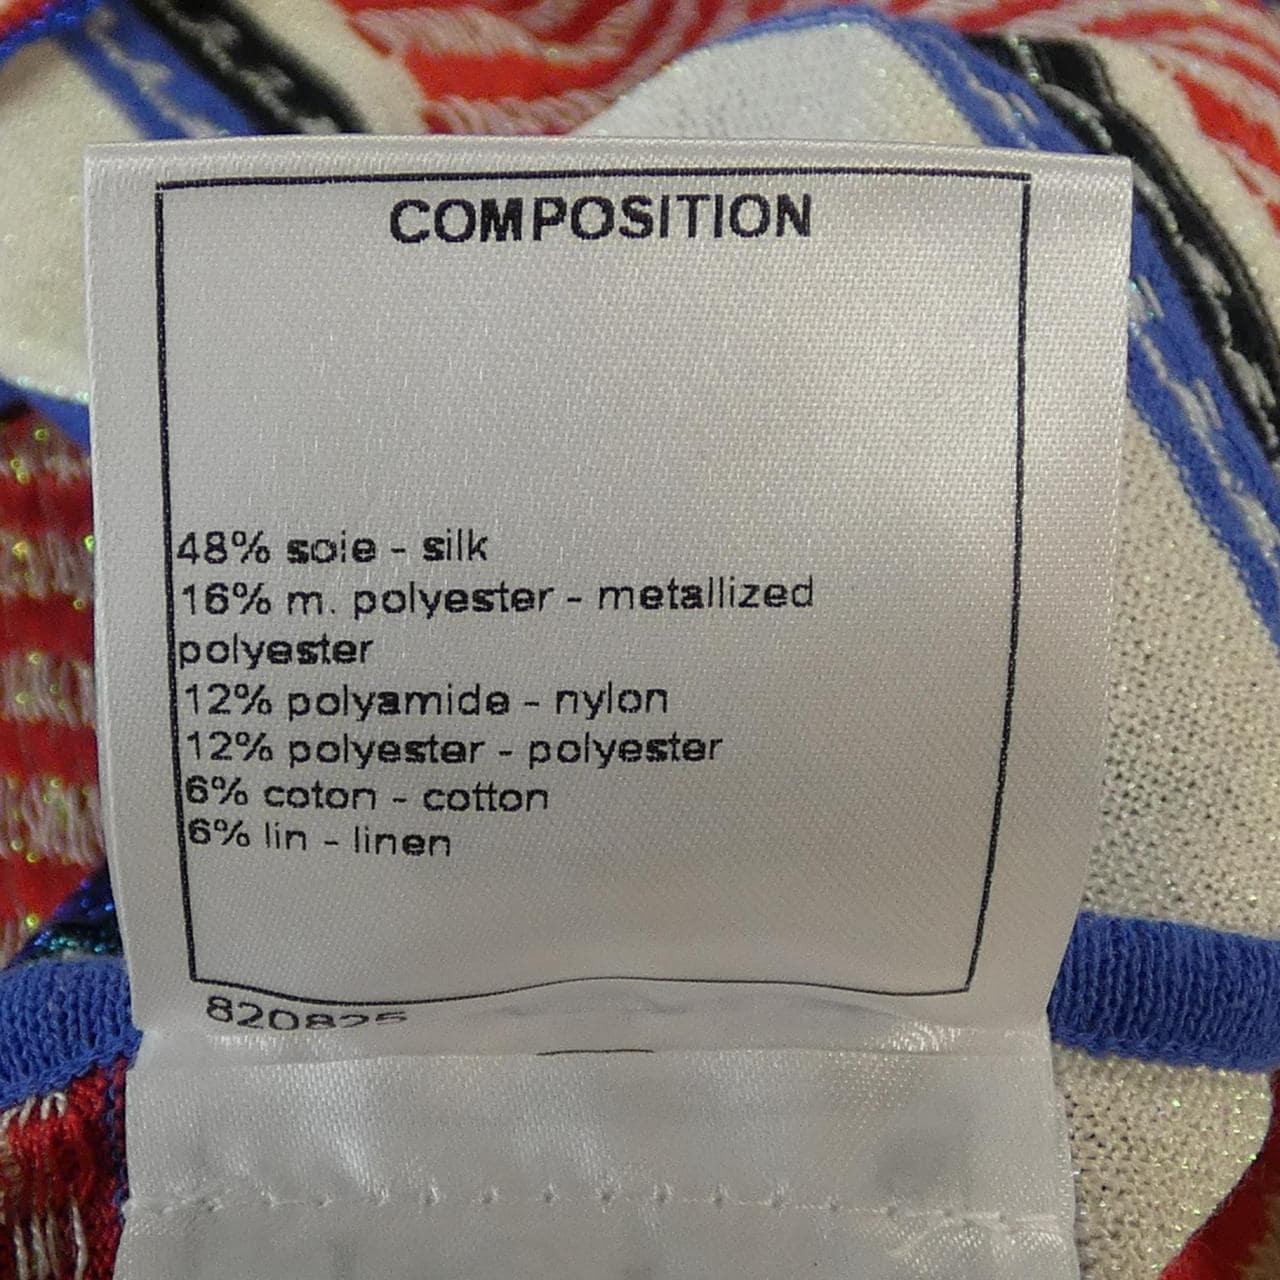 COMPOSITION
48% soie - silk
16% m. polyester - metallized
polyester
12% polyamide - nylon
12% polyester - polyester
6% coton - cotton
6% lin - linen
820825